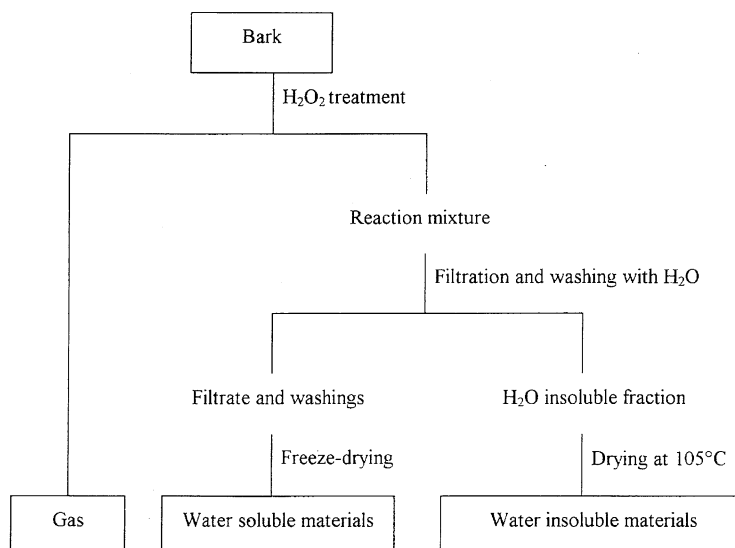 Bark
H₂O₂ treatment
Reaction mixture
Filtration and washing with H₂O
Filtrate and washings
H₂O insoluble fraction
Freeze-drying
Drying at 105°C
Gas
Water soluble materials
Water insoluble materials